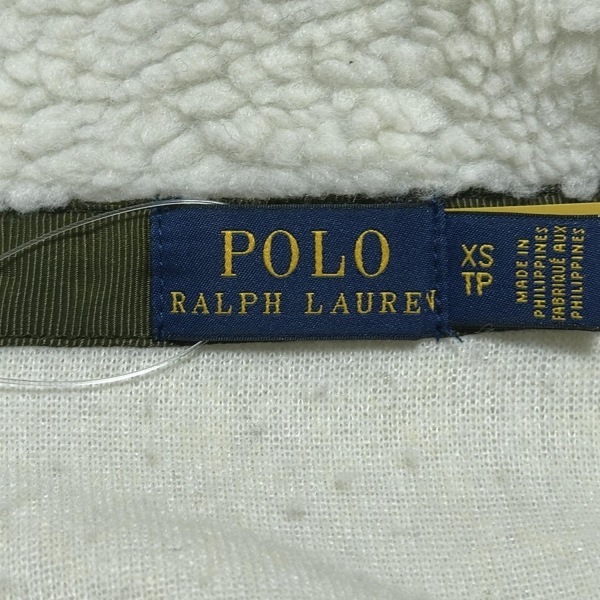 POLO
RALPH LAUREN
XS
TP
MADE IN
PHILIPPINES
FABRIQUÉ AUX
PHILIPPINES